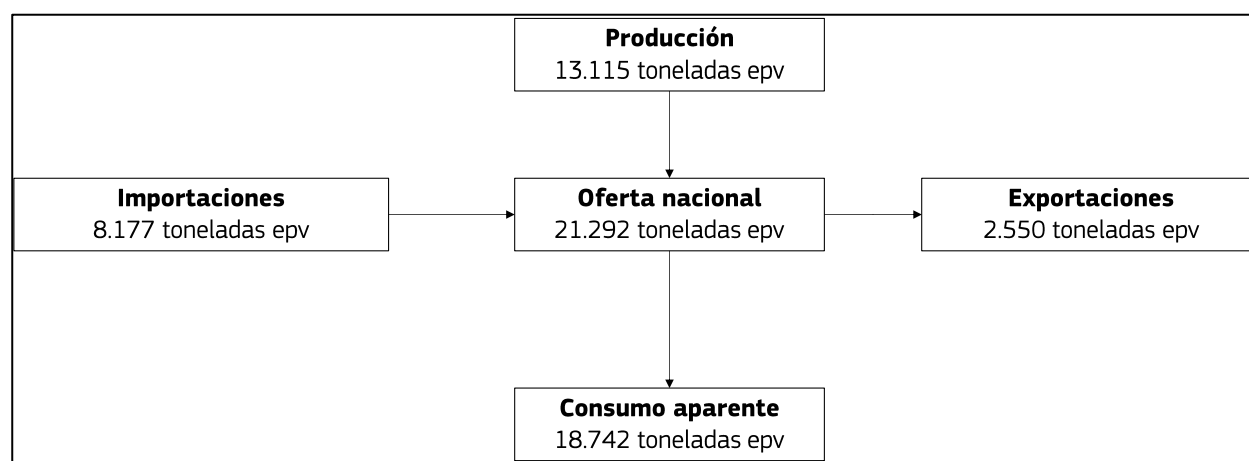 Producción
13.115 toneladas epv
Importaciones
8.177 toneladas epv
Oferta nacional
21.292 toneladas epv
Exportaciones
2.550 toneladas epv
Consumo aparente
18.742 toneladas epv